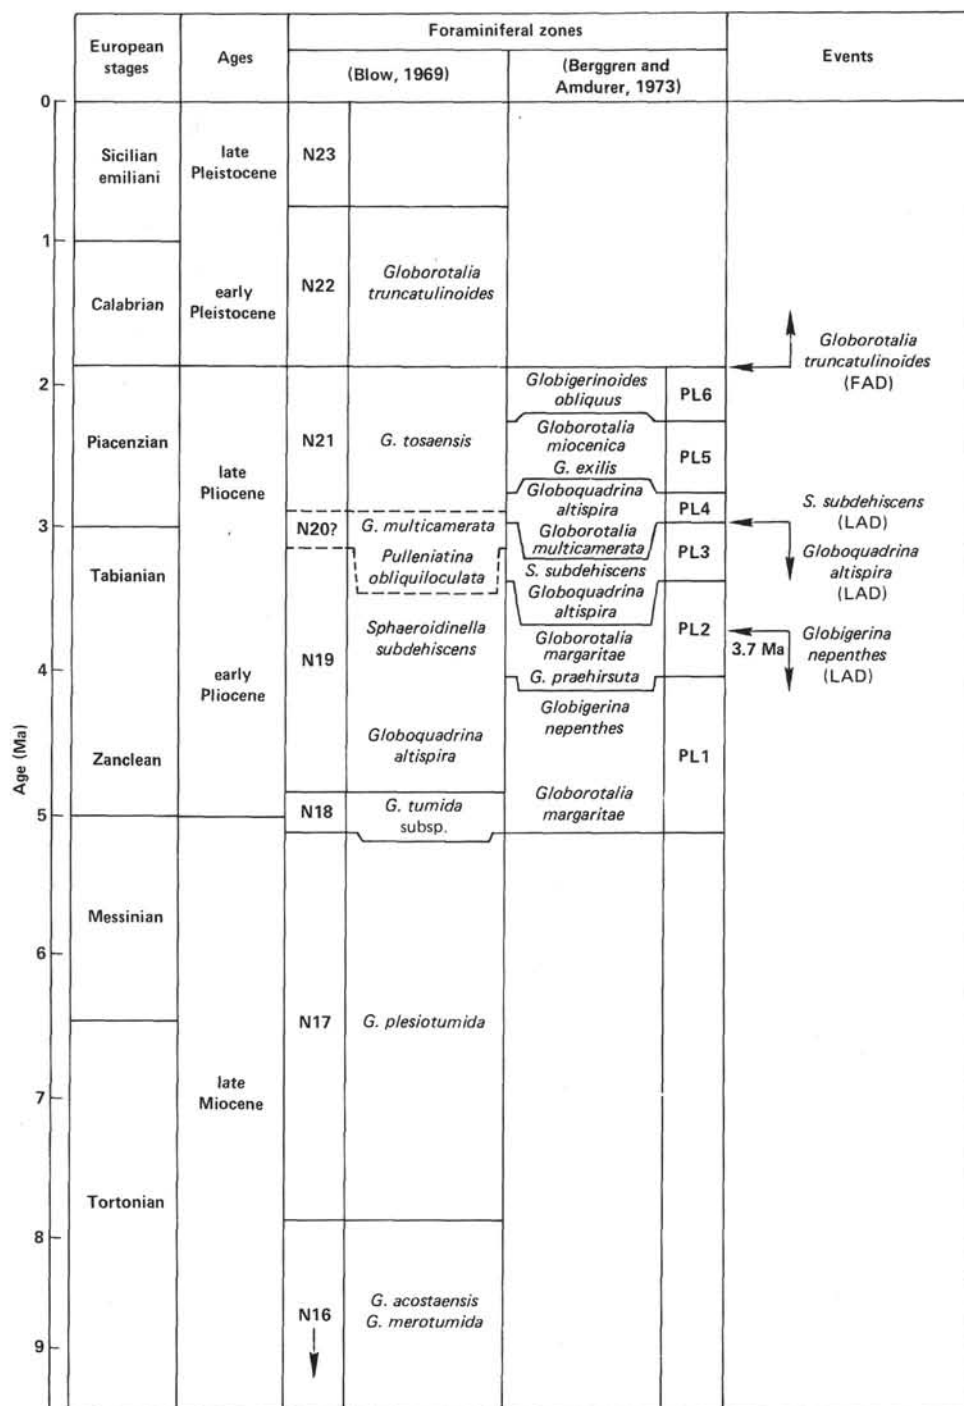 European
stages
Ages
Foraminiferal zones
(Blow, 1969)
(Berggren and
Amdurer, 1973)
Events
Age (Ma)
0
1
2
3
4
5
6
7
8
9
Sicilian
emiliani
Calabrian
Piacenzian
Tabianian
Zanclean
Messinian
Tortonian
late
Pleistocene
early
Pleistocene
late
Pliocene
early
Pliocene
late
Miocene
N23
N22
N21
N20?
N19
N18
N17
N16
Globorotalia
truncatulinoides
G. tosaensis
G. multicamerata
Pulleniatina
obliquiloculata
Sphaeroidinella
subdehiscens
Globoquadrina
altispira
G. tumida
subsp.
G. plesiotumida
G. acostaensis
G. merotumida
Globigerinoides
obliquus
Globorotalia
miocenica
G. exilis
Globoquadrina
altispira
Globorotalia
multicamerata
S. subdehiscens
Globoquadrina
altispira
Globorotalia
margaritae
G. praehirsuta
Globigerina
nepenthes
Globorotalia
margaritae
PL6
PL5
PL4
PL3
PL2
PL1
Globorotalia
truncatulinoides
(FAD)
S. subdehiscens
(LAD)
Globoquadrina
altispira
(LAD)
3.7 Ma
Globigerina
nepenthes
(LAD)